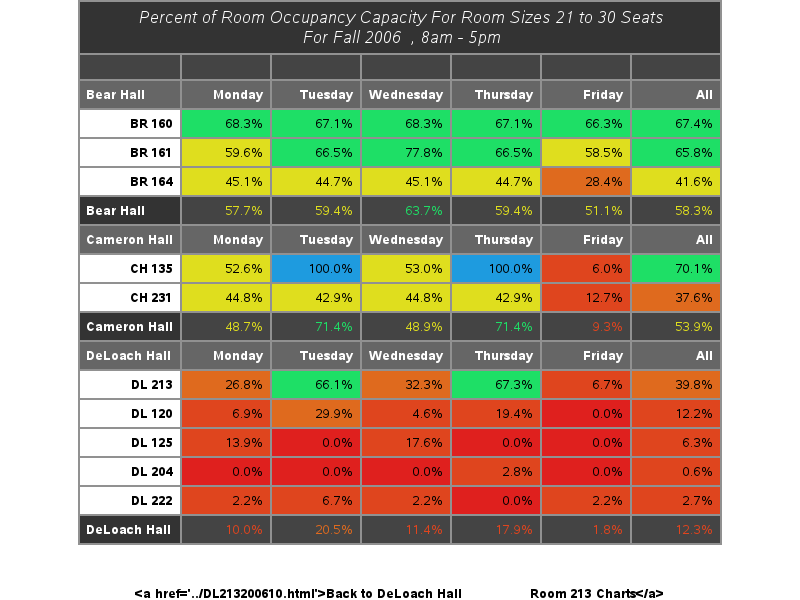 Percent of Room Occupancy Capacity For Room Sizes 21 to 30 Seats
For Fall 2006 , 8am - 5pm
Bear Hall Monday Tuesday Wednesday Thursday Friday All
BR 160 68.3% 67.1% 68.3% 67.1% 66.3% 67.4%
BR 161 59.6% 66.5% 77.8% 66.5% 58.5% 65.8%
BR 164 45.1% 44.7% 45.1% 44.7% 28.4% 41.6%
Bear Hall 57.7% 59.4% 63.7% 59.4% 51.1% 58.3%
Cameron Hall Monday Tuesday Wednesday Thursday Friday All
CH 135 52.6% 100.0% 53.0% 100.0% 6.0% 70.1%
CH 231 44.8% 42.9% 44.8% 42.9% 12.7% 37.6%
Cameron Hall 48.7% 71.4% 48.9% 71.4% 9.3% 53.9%
DeLoach Hall Monday Tuesday Wednesday Thursday Friday All
DL 213 26.8% 66.1% 32.3% 67.3% 6.7% 39.8%
DL 120 6.9% 29.9% 4.6% 19.4% 0.0% 12.2%
DL 125 13.9% 0.0% 17.6% 0.0% 0.0% 6.3%
DL 204 0.0% 0.0% 0.0% 2.8% 0.0% 0.6%
DL 222 2.2% 6.7% 2.2% 0.0% 2.2% 2.7%
DeLoach Hall 10.0% 20.5% 11.4% 17.9% 1.8% 12.3%
<a href='../DL213200610.html'>Back to DeLoach Hall Room 213 Charts</a>